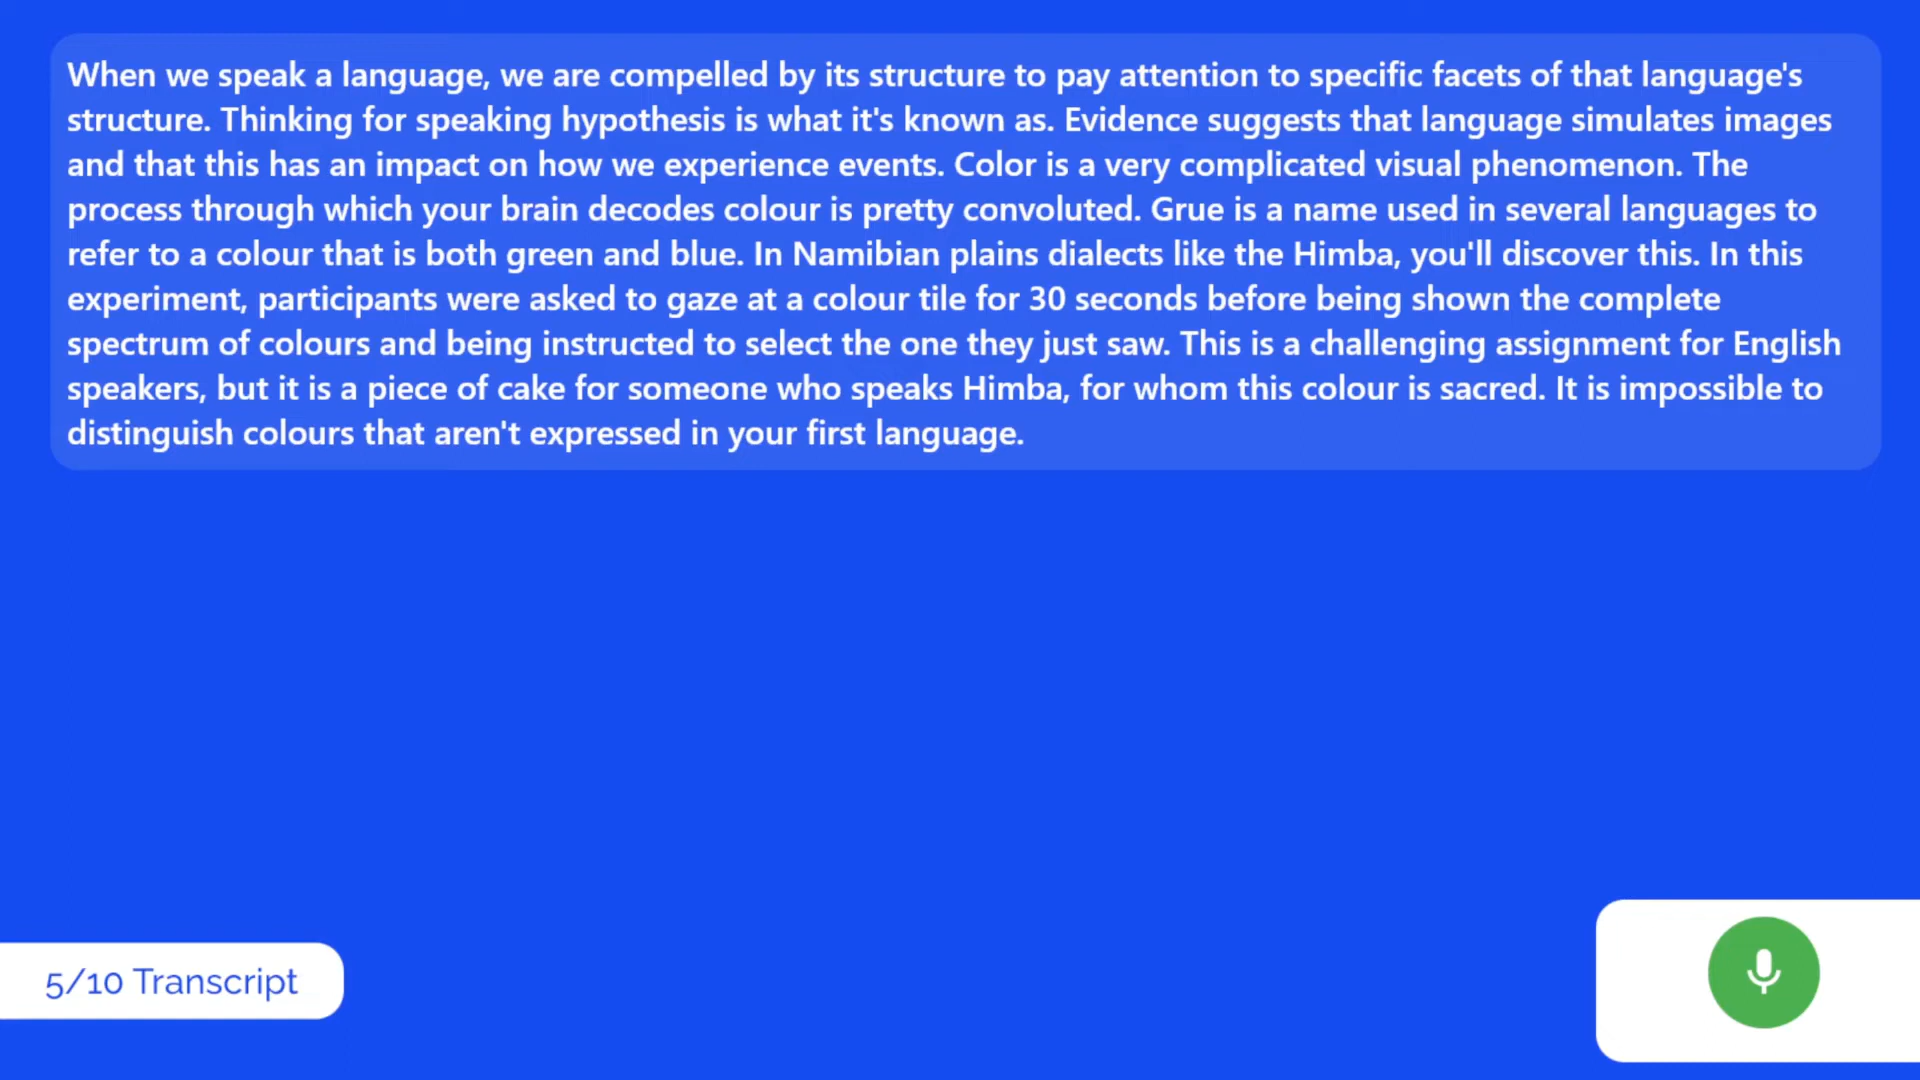 When we speak a language, we are compelled by its structure to pay attention to specific facets of that language's
structure. Thinking for speaking hypothesis is what it's known as. Evidence suggests that language simulates images
and that this has an impact on how we experience events. Color is a very complicated visual phenomenon. The
process through which your brain decodes colour is pretty convoluted. Grue is a name used in several languages to
refer to a colour that is both green and blue. In Namibian plains dialects like the Himba, you'll discover this. In this
experiment, participants were asked to gaze at a colour tile for 30 seconds before being shown the complete
spectrum of colours and being instructed to select the one they just saw. This is a challenging assignment for English
speakers, but it is a piece of cake for someone who speaks Himba, for whom this colour is sacred. It is impossible to
distinguish colours that aren't expressed in your first language.
5/10 Transcript